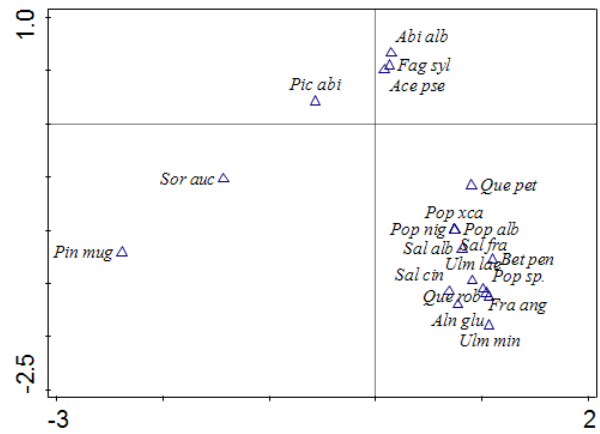 1.0
Abi alb
Fag syl
Ace pse
Pic abi
Sor auc
Que pet
Pop xca
Pop nig
Pop alb
Sal alb
Sal fra
Pin mug
Bet pen
Ulm lae
Sal cin
Pop sp.
Que rob
Fra ang
Aln glu
Ulm min
-2.5
-3
2